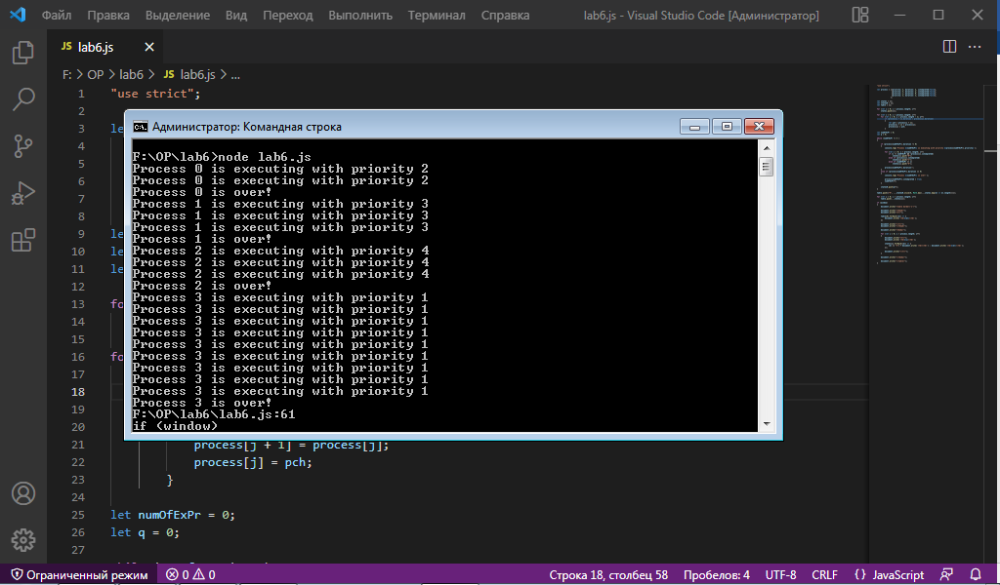 Файл Правка Выделение Вид Переход Выполнить Терминал Справка lab6.js - Visual Studio Code [Администратор]
JS lab6.js
F: > OP > lab6 > JS lab6.js > ...
1 "use strict";
2
3 le
4
5
6
7
8
9 le
10 le
11 le
12
13 fo
14
15
16 fo
17
18
19
20
Администратор: Командная строка
F:\OP\lab6>node lab6.js
Process 0 is executing with priority 2
Process 0 is executing with priority 2
Process 0 is over!
Process 1 is executing with priority 3
Process 1 is executing with priority 3
Process 1 is executing with priority 3
Process 1 is over!
Process 2 is executing with priority 4
Process 2 is executing with priority 4
Process 2 is executing with priority 4
Process 2 is over!
Process 3 is executing with priority 1
Process 3 is executing with priority 1
Process 3 is executing with priority 1
Process 3 is executing with priority 1
Process 3 is executing with priority 1
Process 3 is executing with priority 1
Process 3 is executing with priority 1
Process 3 is executing with priority 1
Process 3 is executing with priority 1
Process 3 is over!
F:\OP\lab6\lab6.js:61
if (window)
21 process[j + 1] = process[j];
22 process[j] = pch;
23 }
24
25 let numOfExPr = 0;
26 let q = 0;
27
Ограниченный режим 0 0 Строка 18, столбец 58 Пробелов: 4 UTF-8 CRLF {} JavaScript